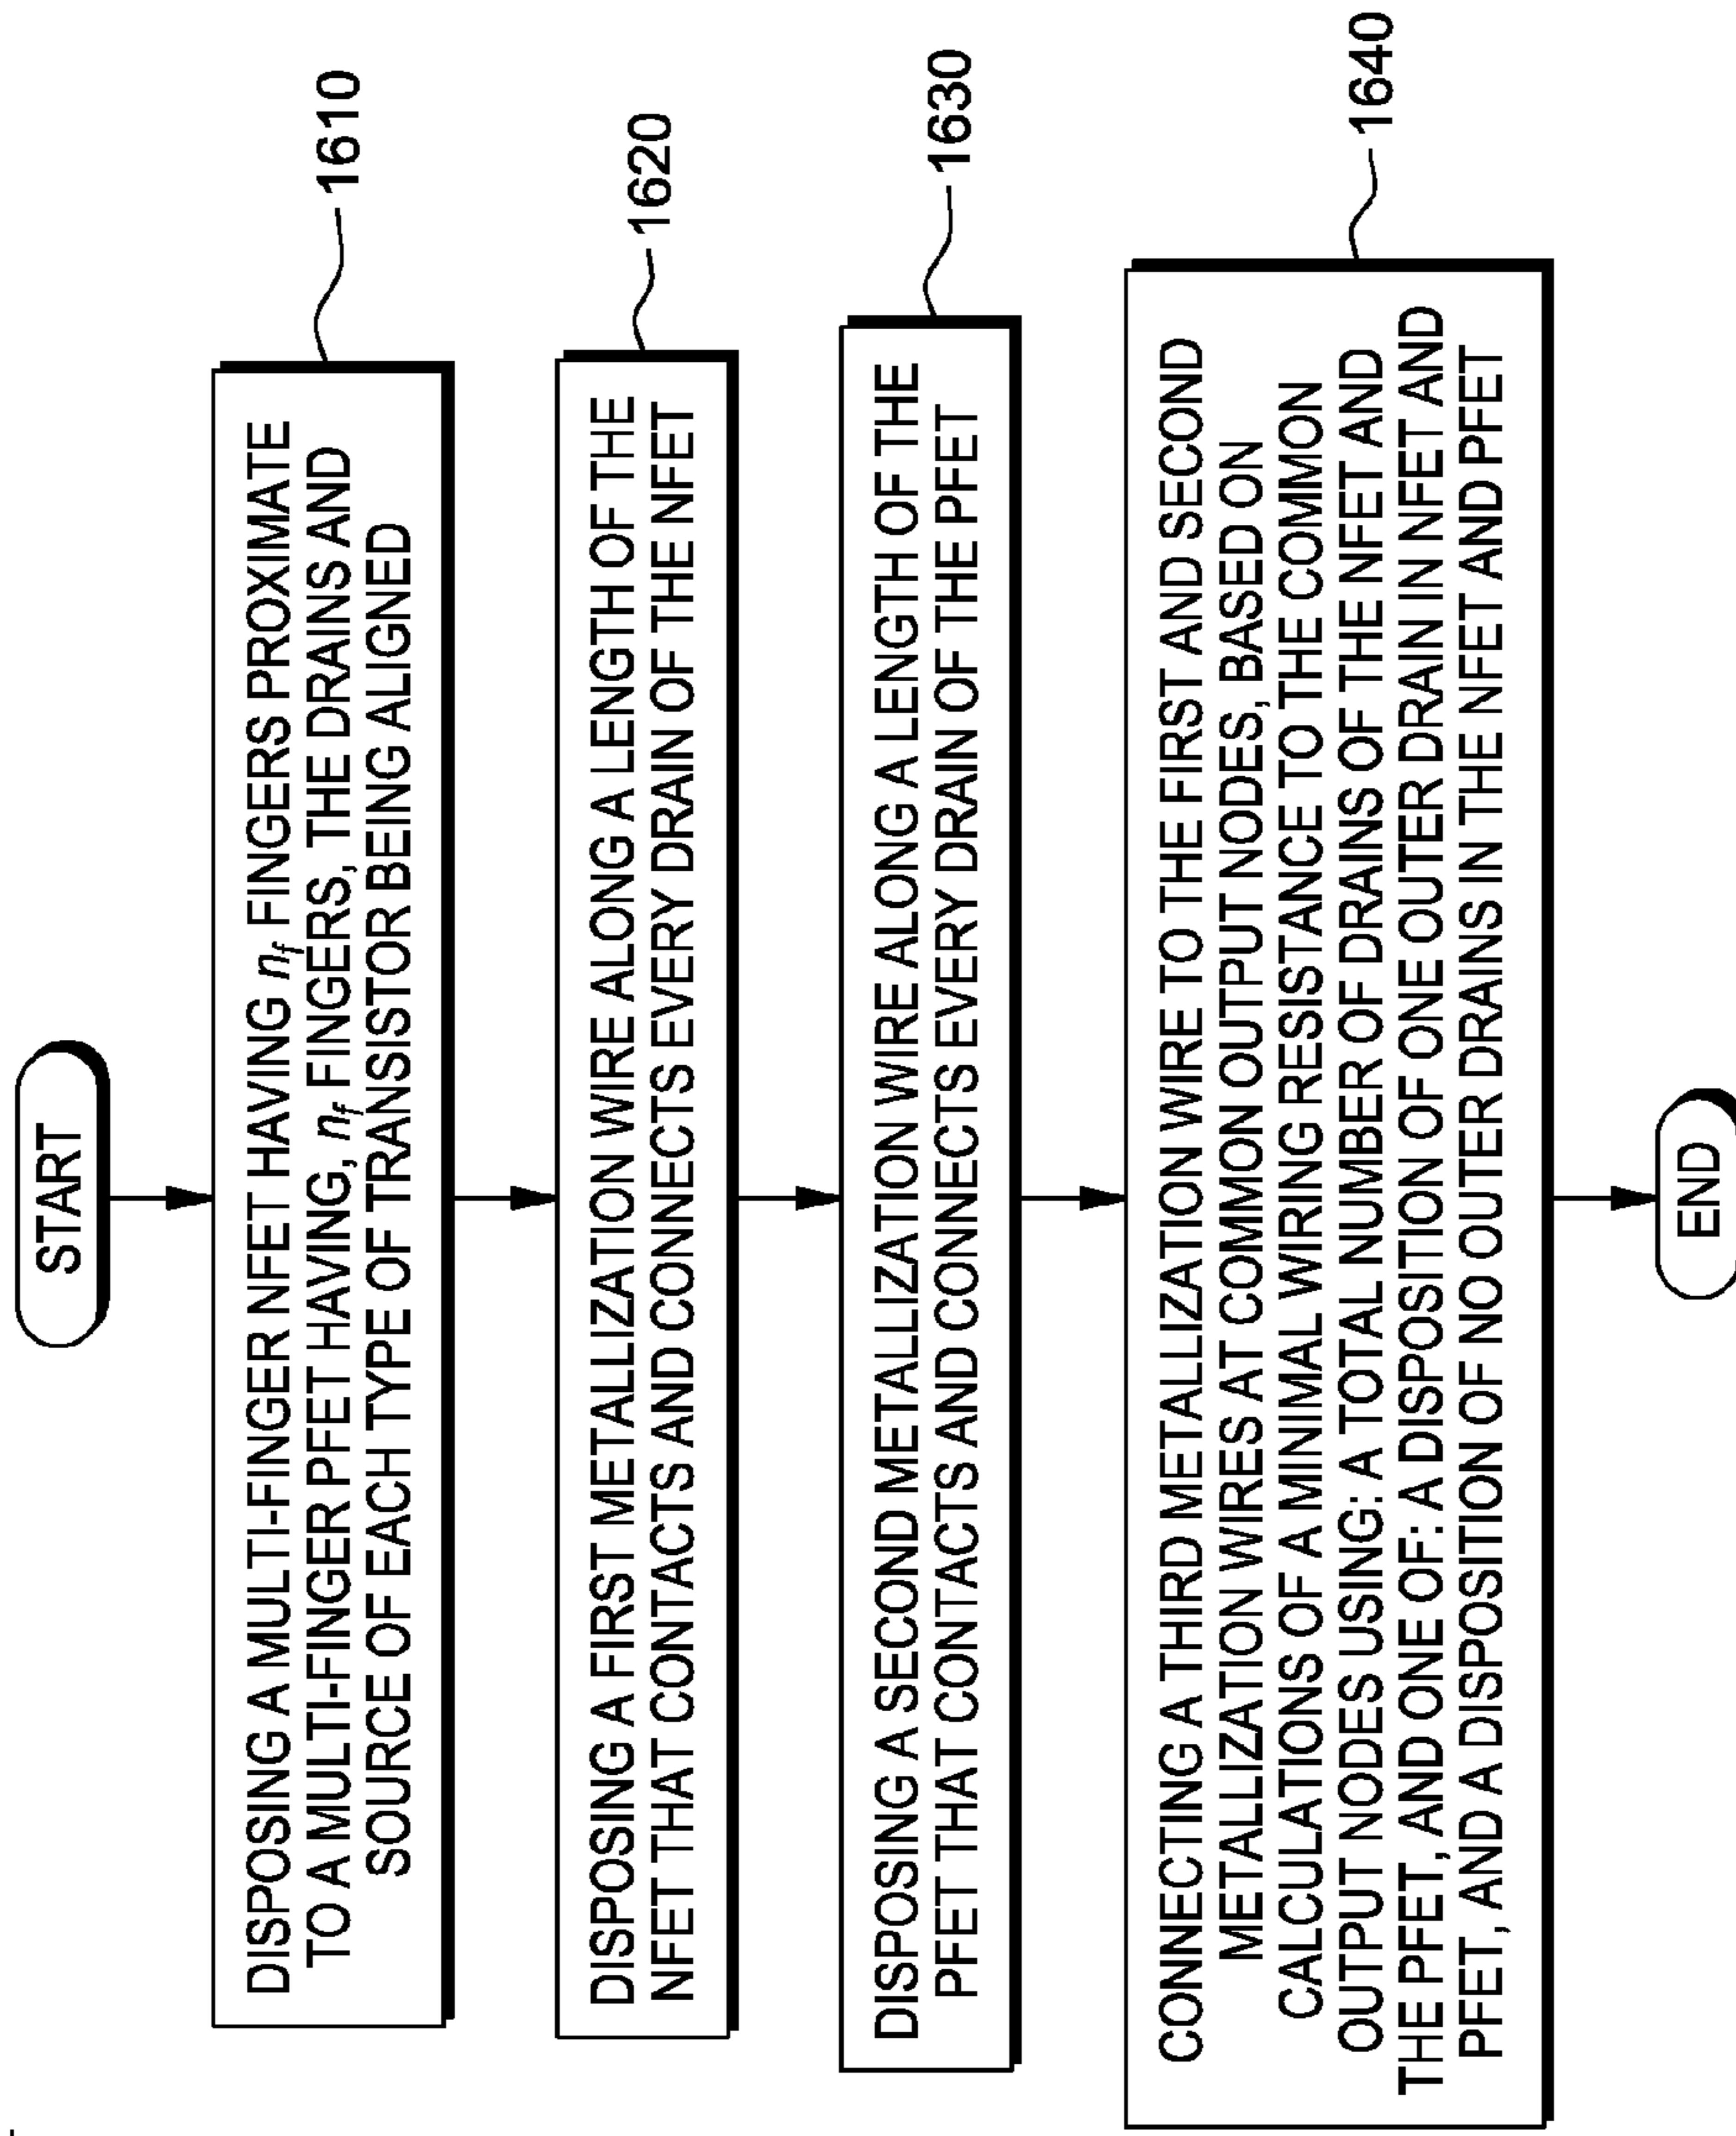 START
DISPOSING A MULTI-FINGER NFET HAVING nf FINGERS PROXIMATE
TO A MULTI-FINGER PFET HAVING, nf FINGERS, THE DRAINS AND
SOURCE OF EACH TYPE OF TRANSISTOR BEING ALIGNED
1610
DISPOSING A FIRST METALLIZATION WIRE ALONG A LENGTH OF THE
NFET THAT CONTACTS AND CONNECTS EVERY DRAIN OF THE NFET
1620
DISPOSING A SECOND METALLIZATION WIRE ALONG A LENGTH OF THE
PFET THAT CONTACTS AND CONNECTS EVERY DRAIN OF THE PFET
1630
CONNECTING A THIRD METALLIZATION WIRE TO THE FIRST AND SECOND
METALLIZATION WIRES AT COMMON OUTPUT NODES, BASED ON
CALCULATIONS OF A MINIMAL WIRING RESISTANCE TO THE COMMON
OUTPUT NODES USING: A TOTAL NUMBER OF DRAINS OF THE NFET AND
THE PFET, AND ONE OF: A DISPOSITION OF ONE OUTER DRAIN IN NFET AND
PFET, AND A DISPOSITION OF NO OUTER DRAINS IN THE NFET AND PFET
1640
END